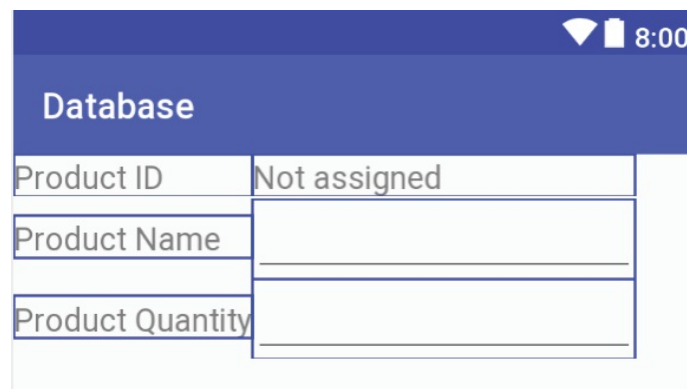 8:00
Database
Product ID Not assigned
Product Name
Product Quantity